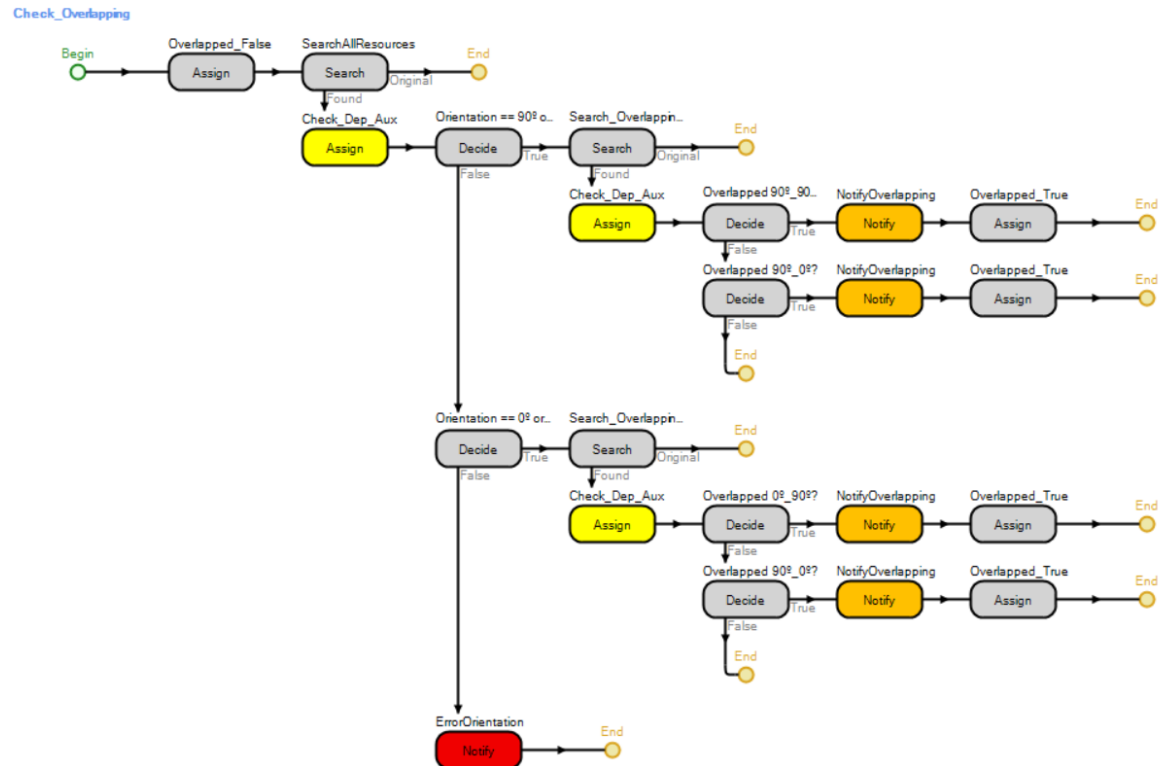 Check_Overlapping
Begin
Overlapped_False
SearchAllResources
End
Assign
Search
Original
Found
Check_Dep_Aux
Orientation == 90º o...
Search_Overlappin...
End
Assign
Decide
Search
True
Original
False
Found
Check_Dep_Aux
Overlapped 90º_90...
NotifyOverlapping
Overlapped_True
End
Assign
Decide
Notify
Assign
True
False
Overlapped 90º_0º?
NotifyOverlapping
Overlapped_True
End
Decide
Notify
Assign
True
False
End
Orientation == 0º or...
Search_Overlappin...
End
Decide
Search
True
Original
False
Found
Check_Dep_Aux
Overlapped 0º_90º?
NotifyOverlapping
Overlapped_True
End
Assign
Decide
Notify
Assign
True
False
Overlapped 90º_0º?
NotifyOverlapping
Overlapped_True
End
Decide
Notify
Assign
True
False
End
ErrorOrientation
End
Notify